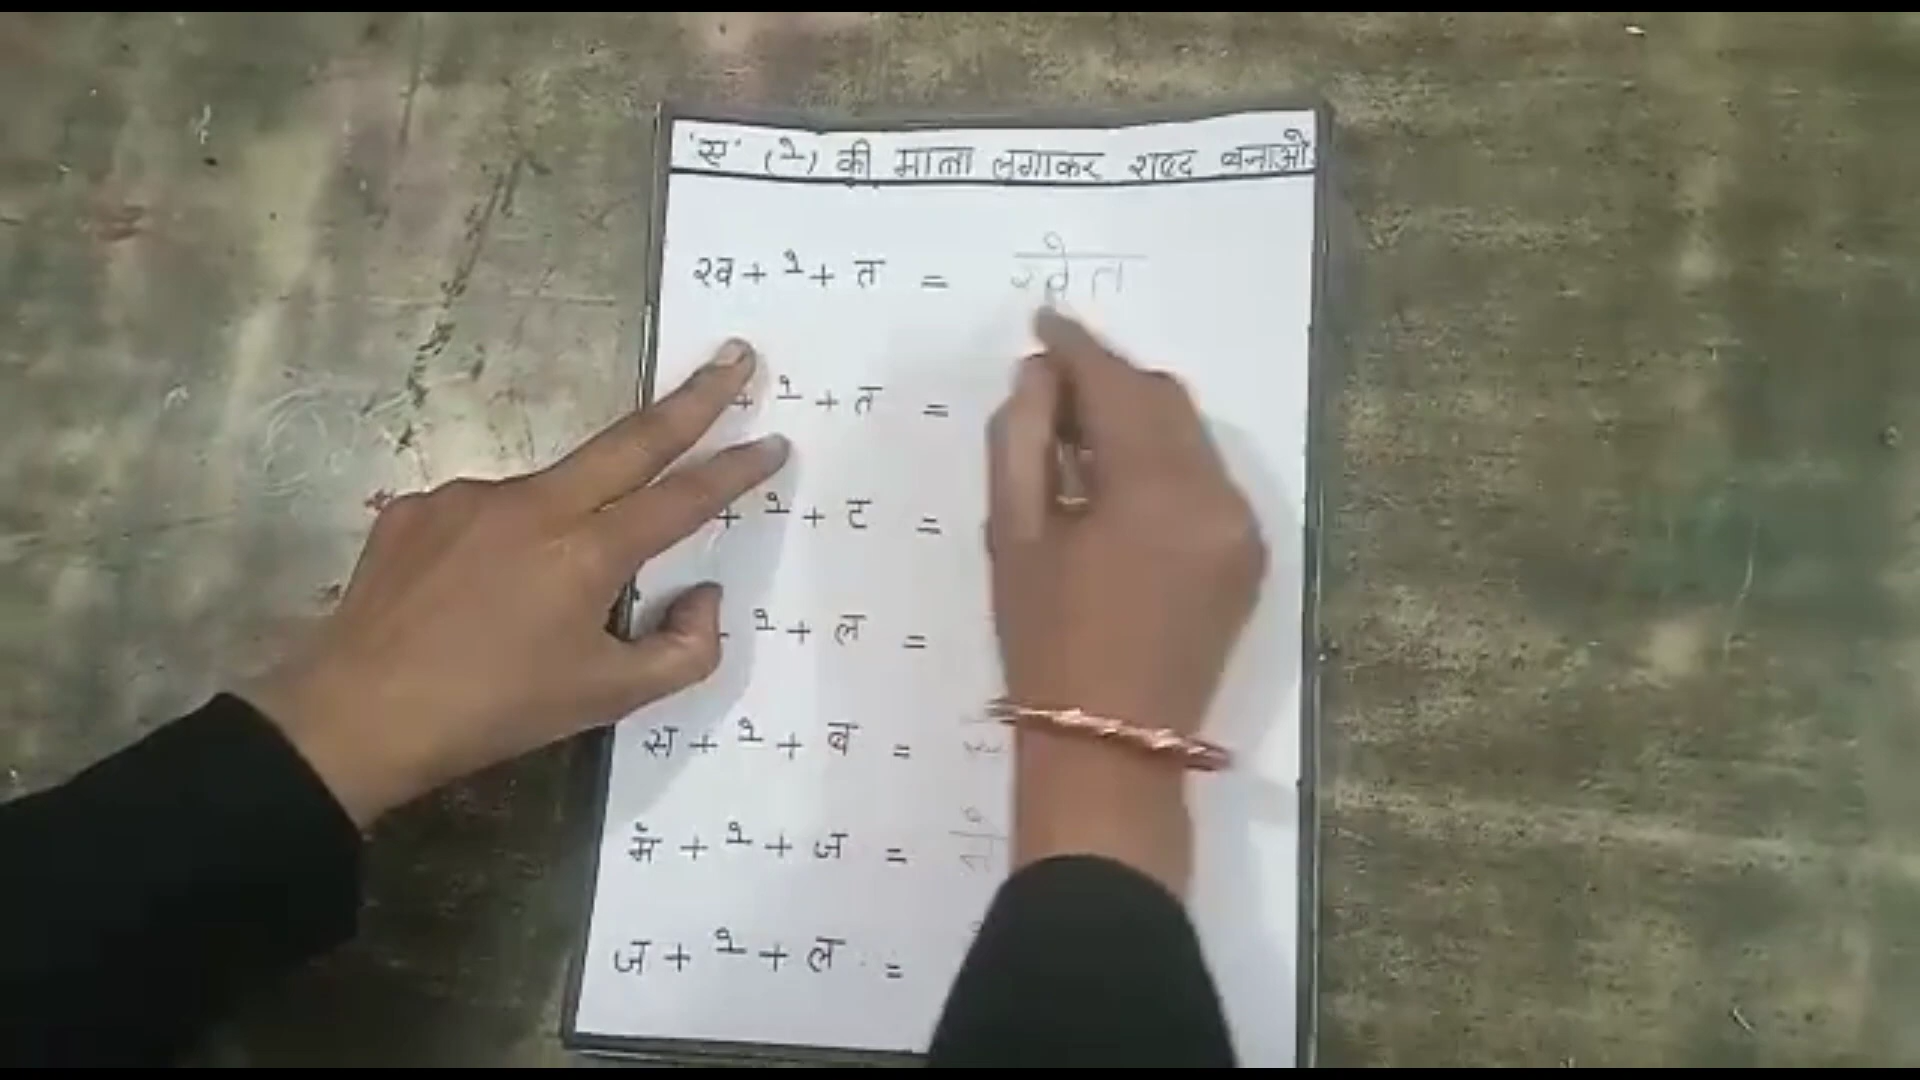 'ए' ( े ) की मात्रा लगाकर शब्द बनाओ
ख + े + त = खेत
+ े + त =
+ े + ट =
+ े + ल =
स + े + ब =
में + े + ज =
ज + े + ल =